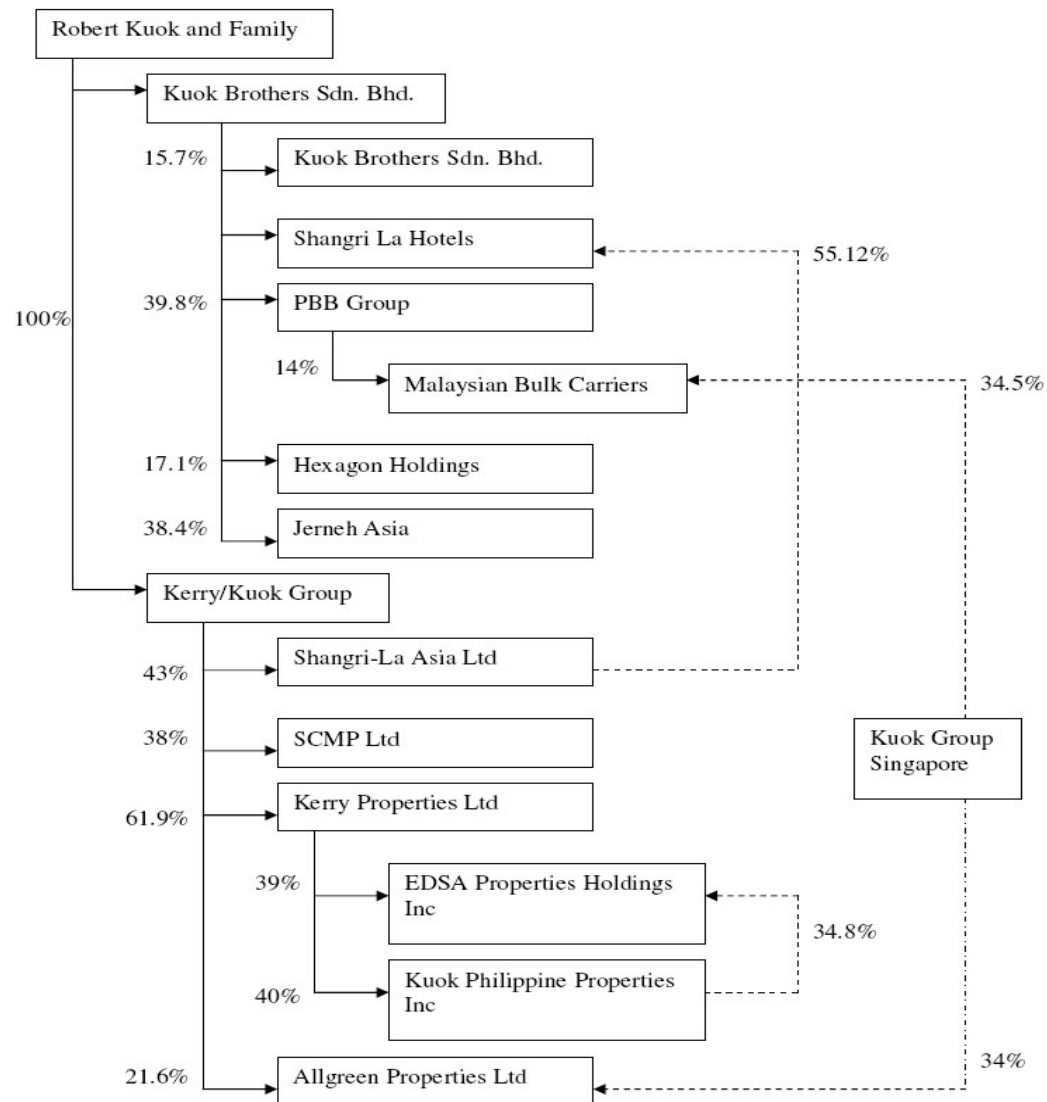 Robert Kuok and Family
Kuok Brothers Sdn. Bhd.
15.7%
Kuok Brothers Sdn. Bhd.
Shangri La Hotels
55.12%
39.8%
PBB Group
100%
14%
Malaysian Bulk Carriers
34.5%
17.1%
Hexagon Holdings
38.4%
Jerneh Asia
Kerry/Kuok Group
43%
Shangri-La Asia Ltd
38%
SCMP Ltd
Kuok Group
Singapore
61.9%
Kerry Properties Ltd
39%
EDSA Properties Holdings
Inc
34.8%
40%
Kuok Philippine Properties
Inc
21.6%
Allgreen Properties Ltd
34%